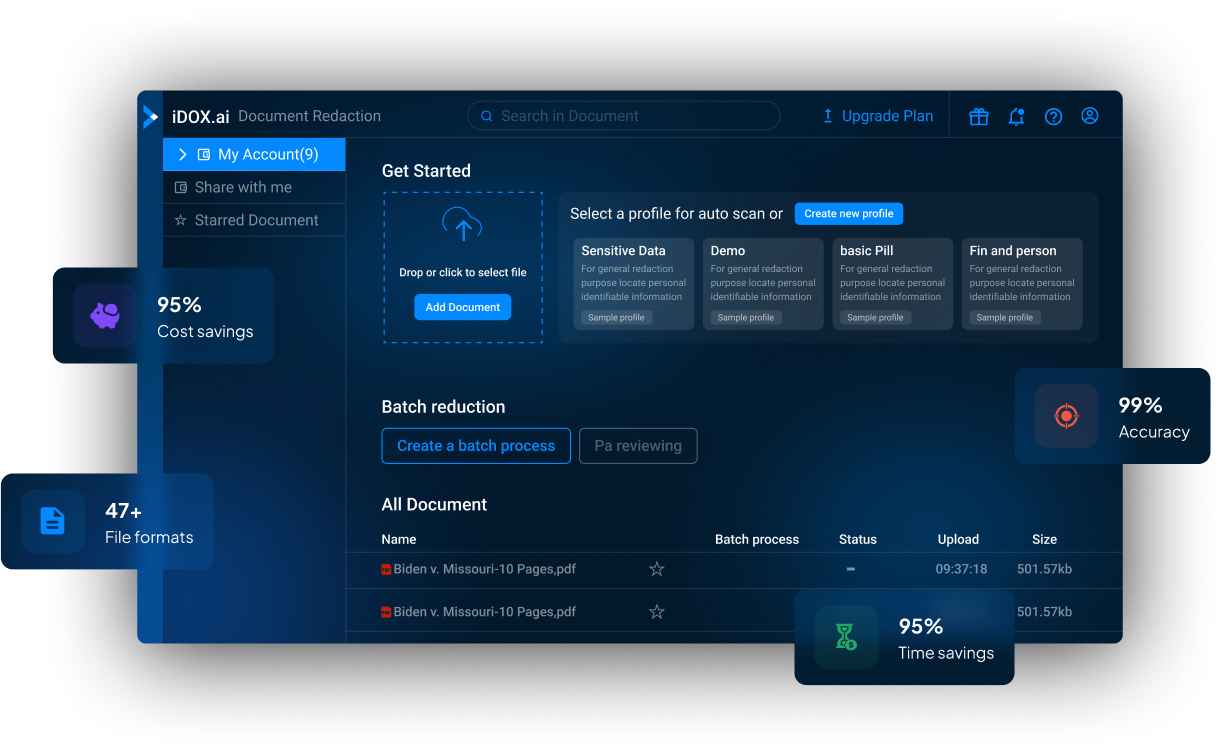 iDOX.ai Document Redaction
Search in Document
Upgrade Plan
My Account(9)
Share with me
Starred Document
Get Started
Drop or click to select file
Add Document
Select a profile for auto scan or
Create new profile
Sensitive Data
For general redaction
purpose locate personal
identifiable information
Sample profile
Demo
For general redaction
purpose locate personal
identifiable information
Sample profile
basic Pill
For general redaction
purpose locate personal
identifiable information
Sample profile
Fin and person
For general redaction
purpose locate personal
identifiable information
Sample profile
95%
Cost savings
99%
Accuracy
Batch reduction
Create a batch process
Pa reviewing
47+
File formats
All Document
Name Batch process Status Upload Size
Biden v. Missouri-10 Pages,pdf – 09:37:18 501.57kb
Biden v. Missouri-10 Pages,pdf 501.57kb
95%
Time savings